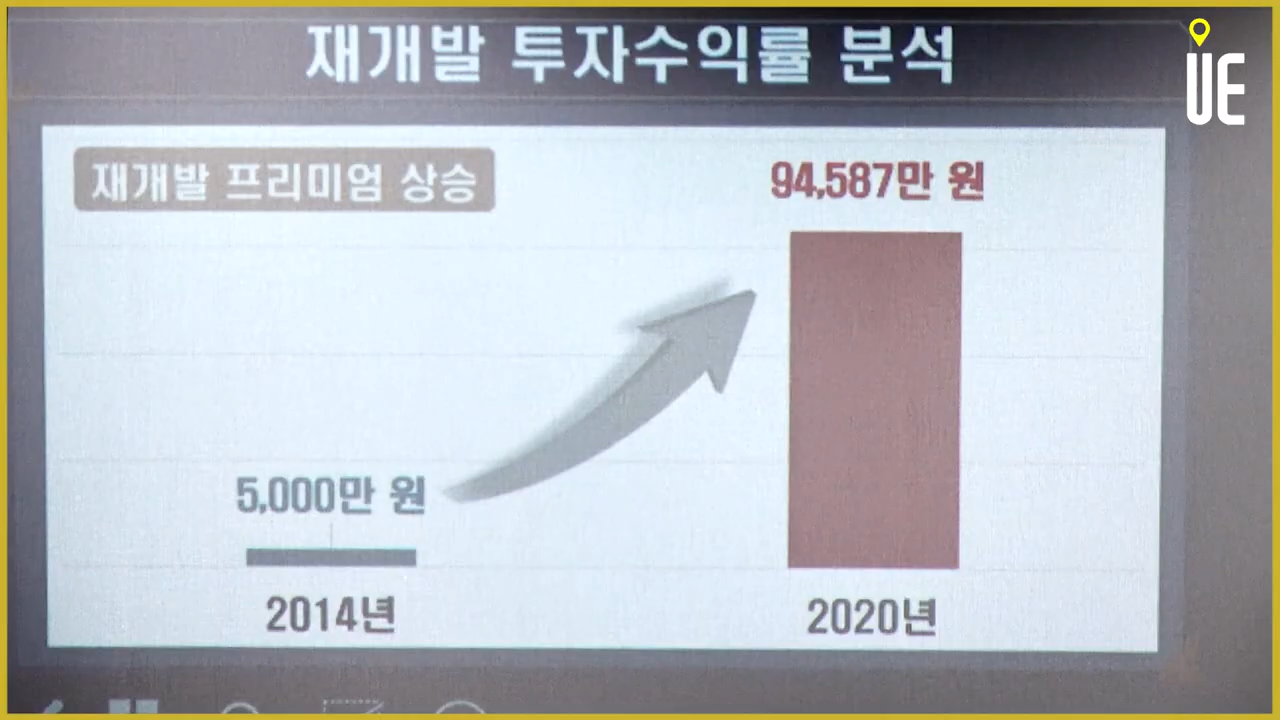 재개발 투자수익률 분석
UE
재개발 프리미엄 상승
94,587만 원
5,000만 원
2014년
2020년